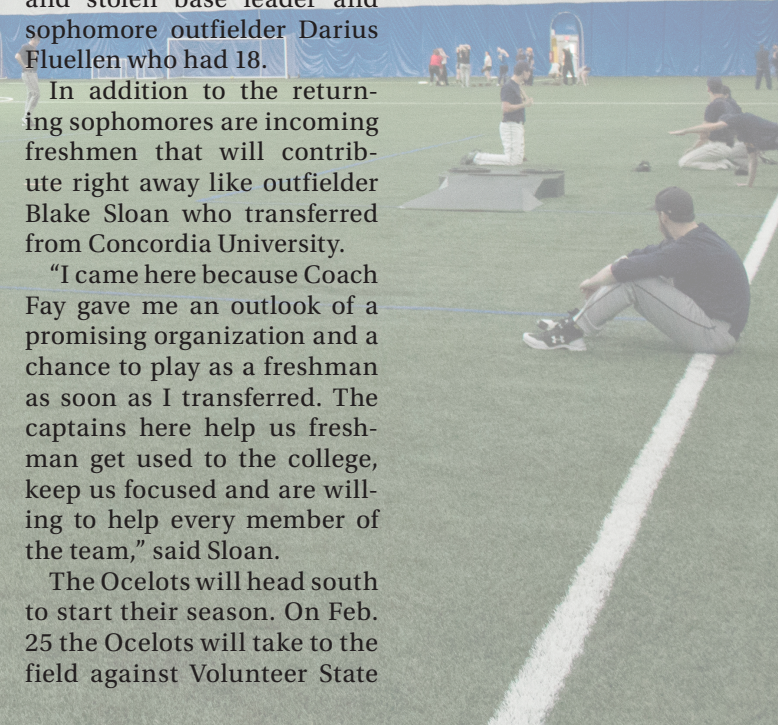 and stolen base leader and
sophomore outfielder Darius
Fluellen who had 18.
In addition to the return-
ing sophomores are incoming
freshmen that will contrib-
ute right away like outfielder
Blake Sloan who transferred
from Concordia University.
“I came here because Coach
Fay gave me an outlook of a
promising organization and a
chance to play as a freshman
as soon as I transferred. The
captains here help us fresh-
man get used to the college,
keep us focused and are will-
ing to help every member of
the team,” said Sloan.
The Ocelots will head south
to start their season. On Feb.
25 the Ocelots will take to the
field against Volunteer State